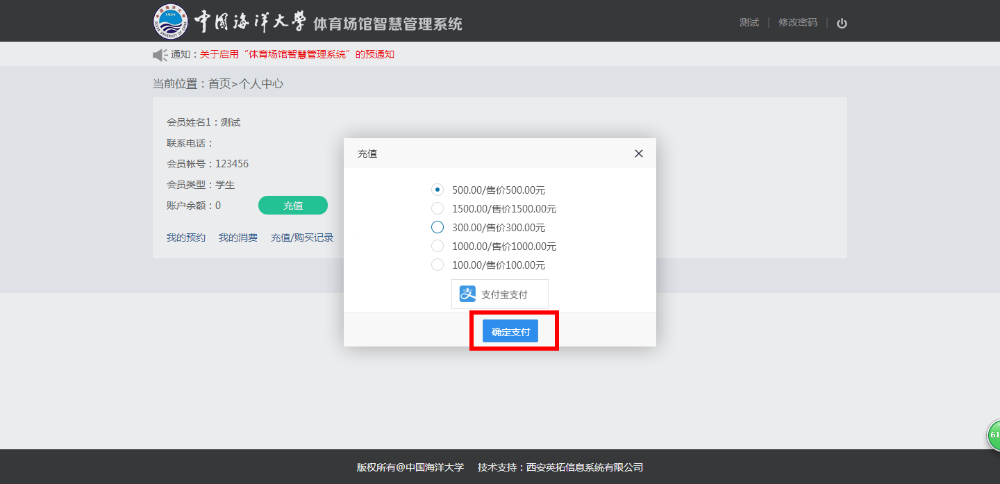 中国海洋大学 体育场馆智慧管理系统
测试 | 修改密码 |
通知：关于启用“体育场馆智慧管理系统”的预通知
当前位置：首页>个人中心
会员姓名1：测试
联系电话：
会员帐号：123456
会员类型：学生
账户余额：0 充值
我的预约 我的消费 充值/购买记录
充值
500.00/售价500.00元
1500.00/售价1500.00元
300.00/售价300.00元
1000.00/售价1000.00元
100.00/售价100.00元
支 支付宝支付
确定支付
61
版权所有@中国海洋大学 技术支持：西安英拓信息系统有限公司